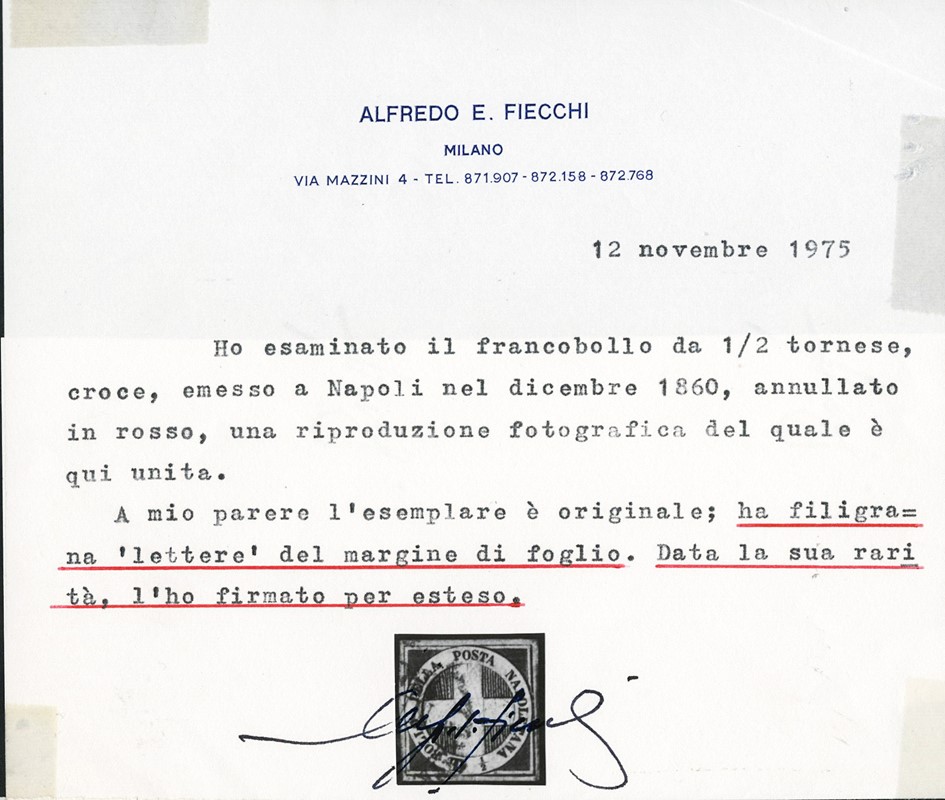 ALFREDO E. FIECCHI
MILANO
VIA MAZZINI 4 - TEL. 871.907 - 872.158 - 872.768
12 novembre 1975
Ho esaminato il francobollo da 1/2 tornese,
croce, emesso a Napoli nel dicembre 1860, annullato
in rosso, una riproduzione fotografica del quale è
qui unita.
A mio parere l'esemplare è originale; ha filigra=
na 'lettere' del margine di foglio. Data la sua rari
tà, l'ho firmato per esteso.
POSTA NAPOLETANA